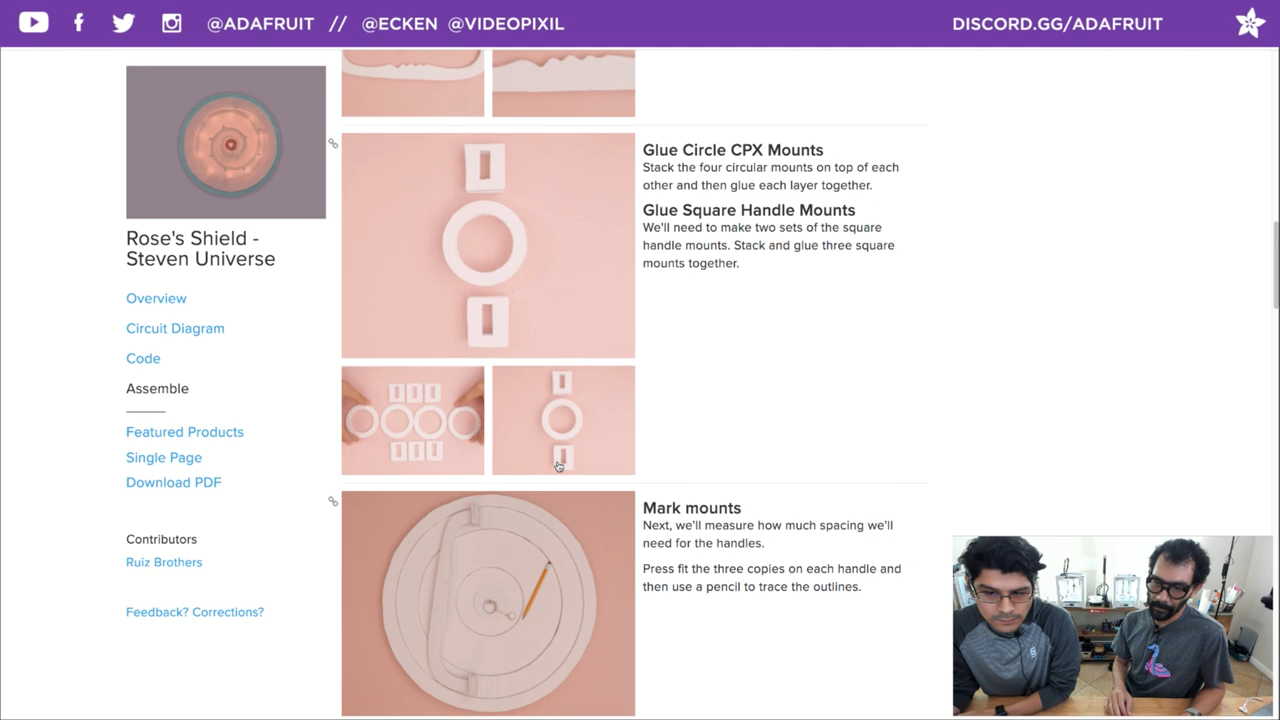 @ADAFRUIT // @ECKEN @VIDEOPIXIL
DISCORD.GG/ADAFRUIT
Rose's Shield -
Steven Universe
Overview
Circuit Diagram
Code
Assemble
Featured Products
Single Page
Download PDF
Contributors
Ruiz Brothers
Feedback? Corrections?
Glue Circle CPX Mounts
Stack the four circular mounts on top of each
other and then glue each layer together.
Glue Square Handle Mounts
We'll need to make two sets of the square
handle mounts. Stack and glue three square
mounts together.
Mark mounts
Next, we'll measure how much spacing we'll
need for the handles.
Press fit the three copies on each handle and
then use a pencil to trace the outlines.